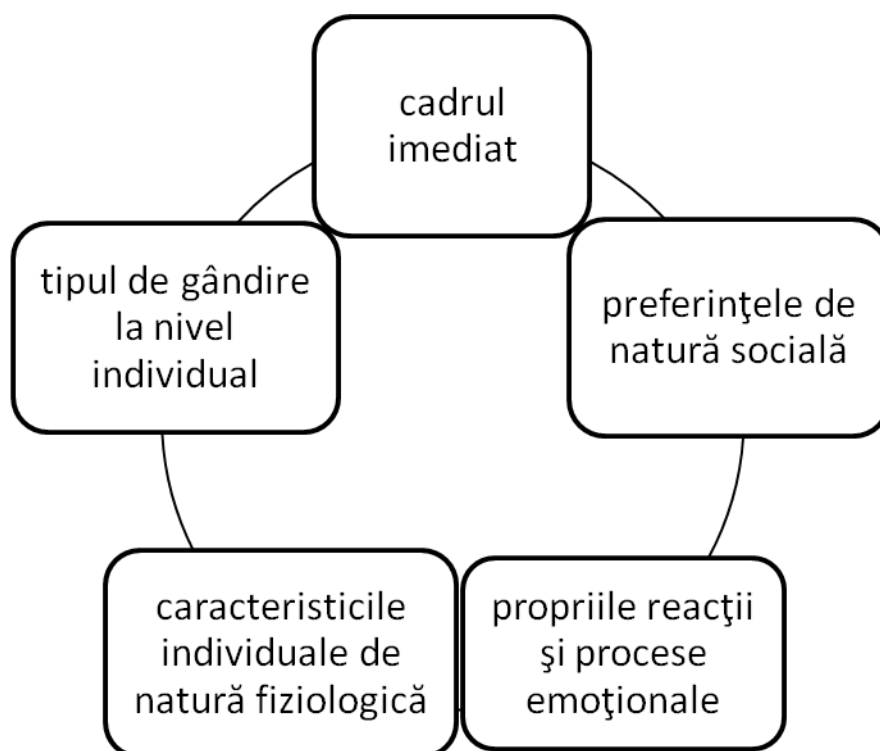 cadrul
imediat
tipul de gândire
la nivel
individual
preferinţele de
natură socială
caracteristicile
individuale de
natură fiziologică
propriile reacţii
şi procese
emoţionale